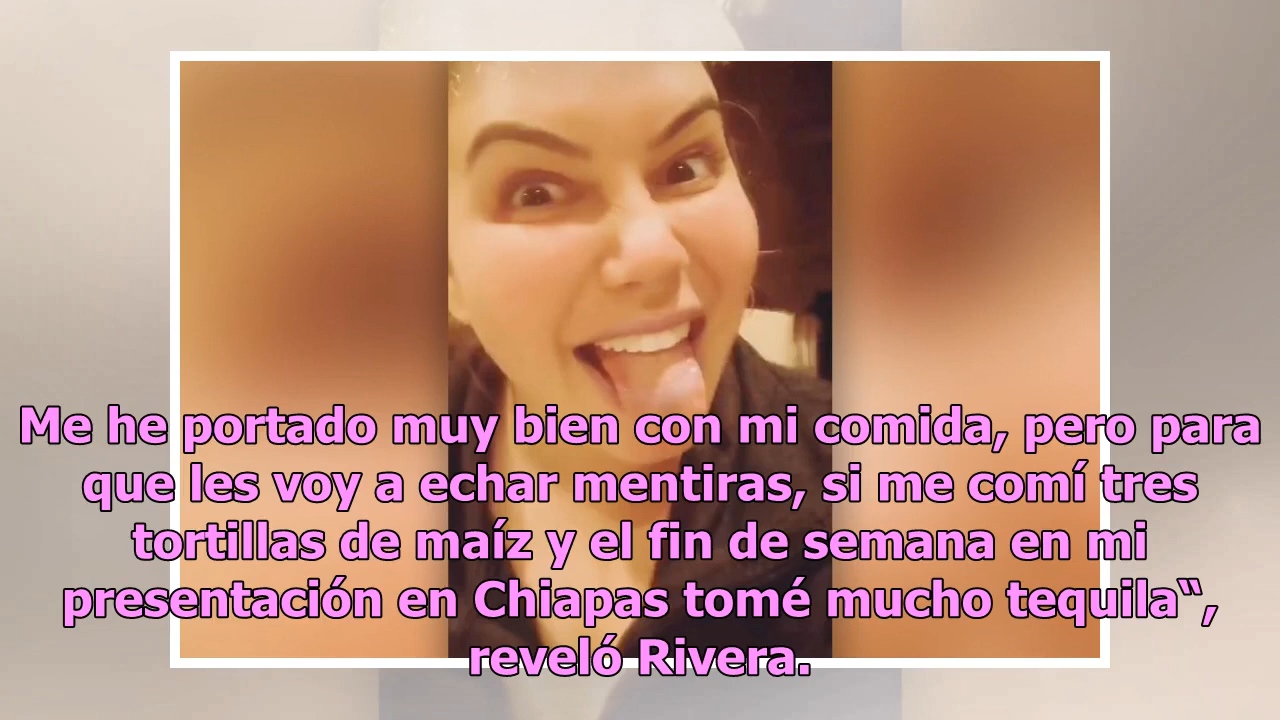 Me he portado muy bien con mi comida, pero para
que les voy a echar mentiras, si me comí tres
tortillas de maíz y el fin de semana en mi
presentación en Chiapas tomé mucho tequila“,
reveló Rivera.